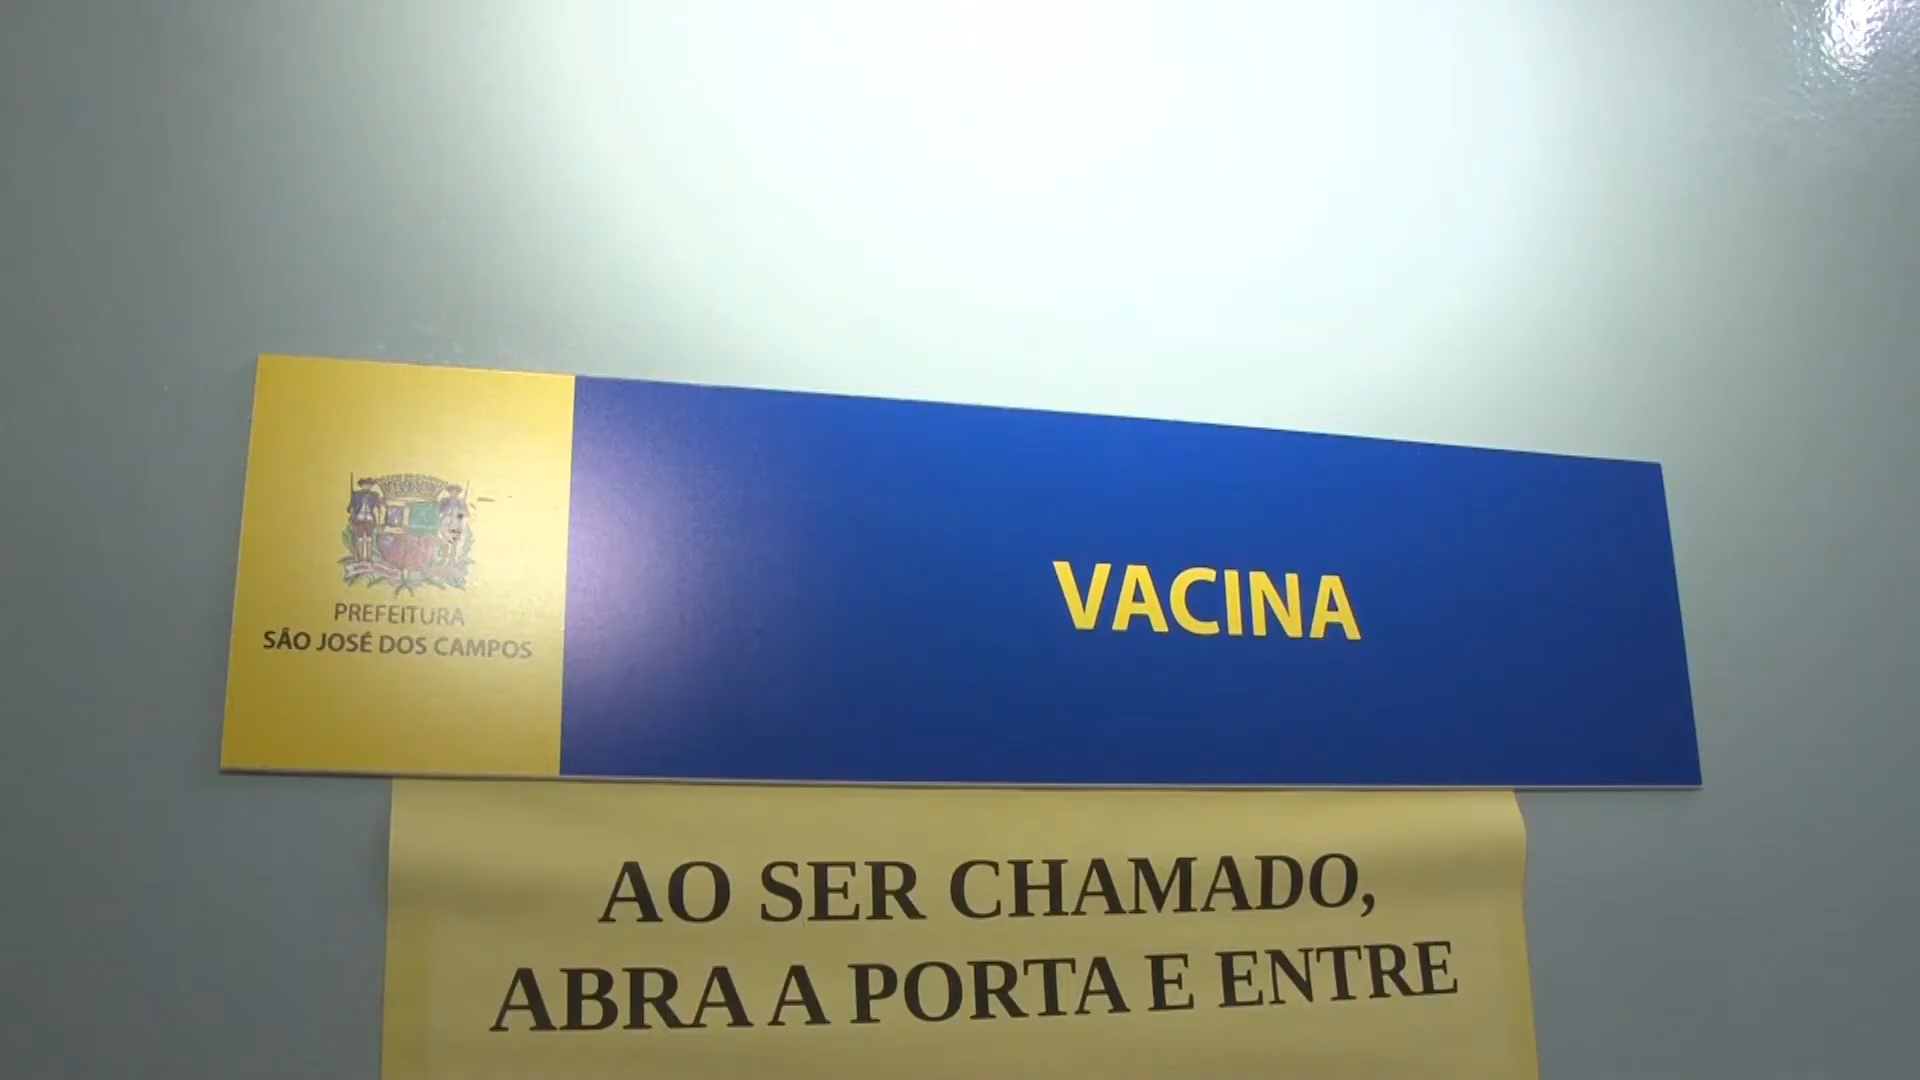 PREFEITURA
SÃO JOSÉ DOS CAMPOS
VACINA
AO SER CHAMADO,
ABRA A PORTA E ENTRE